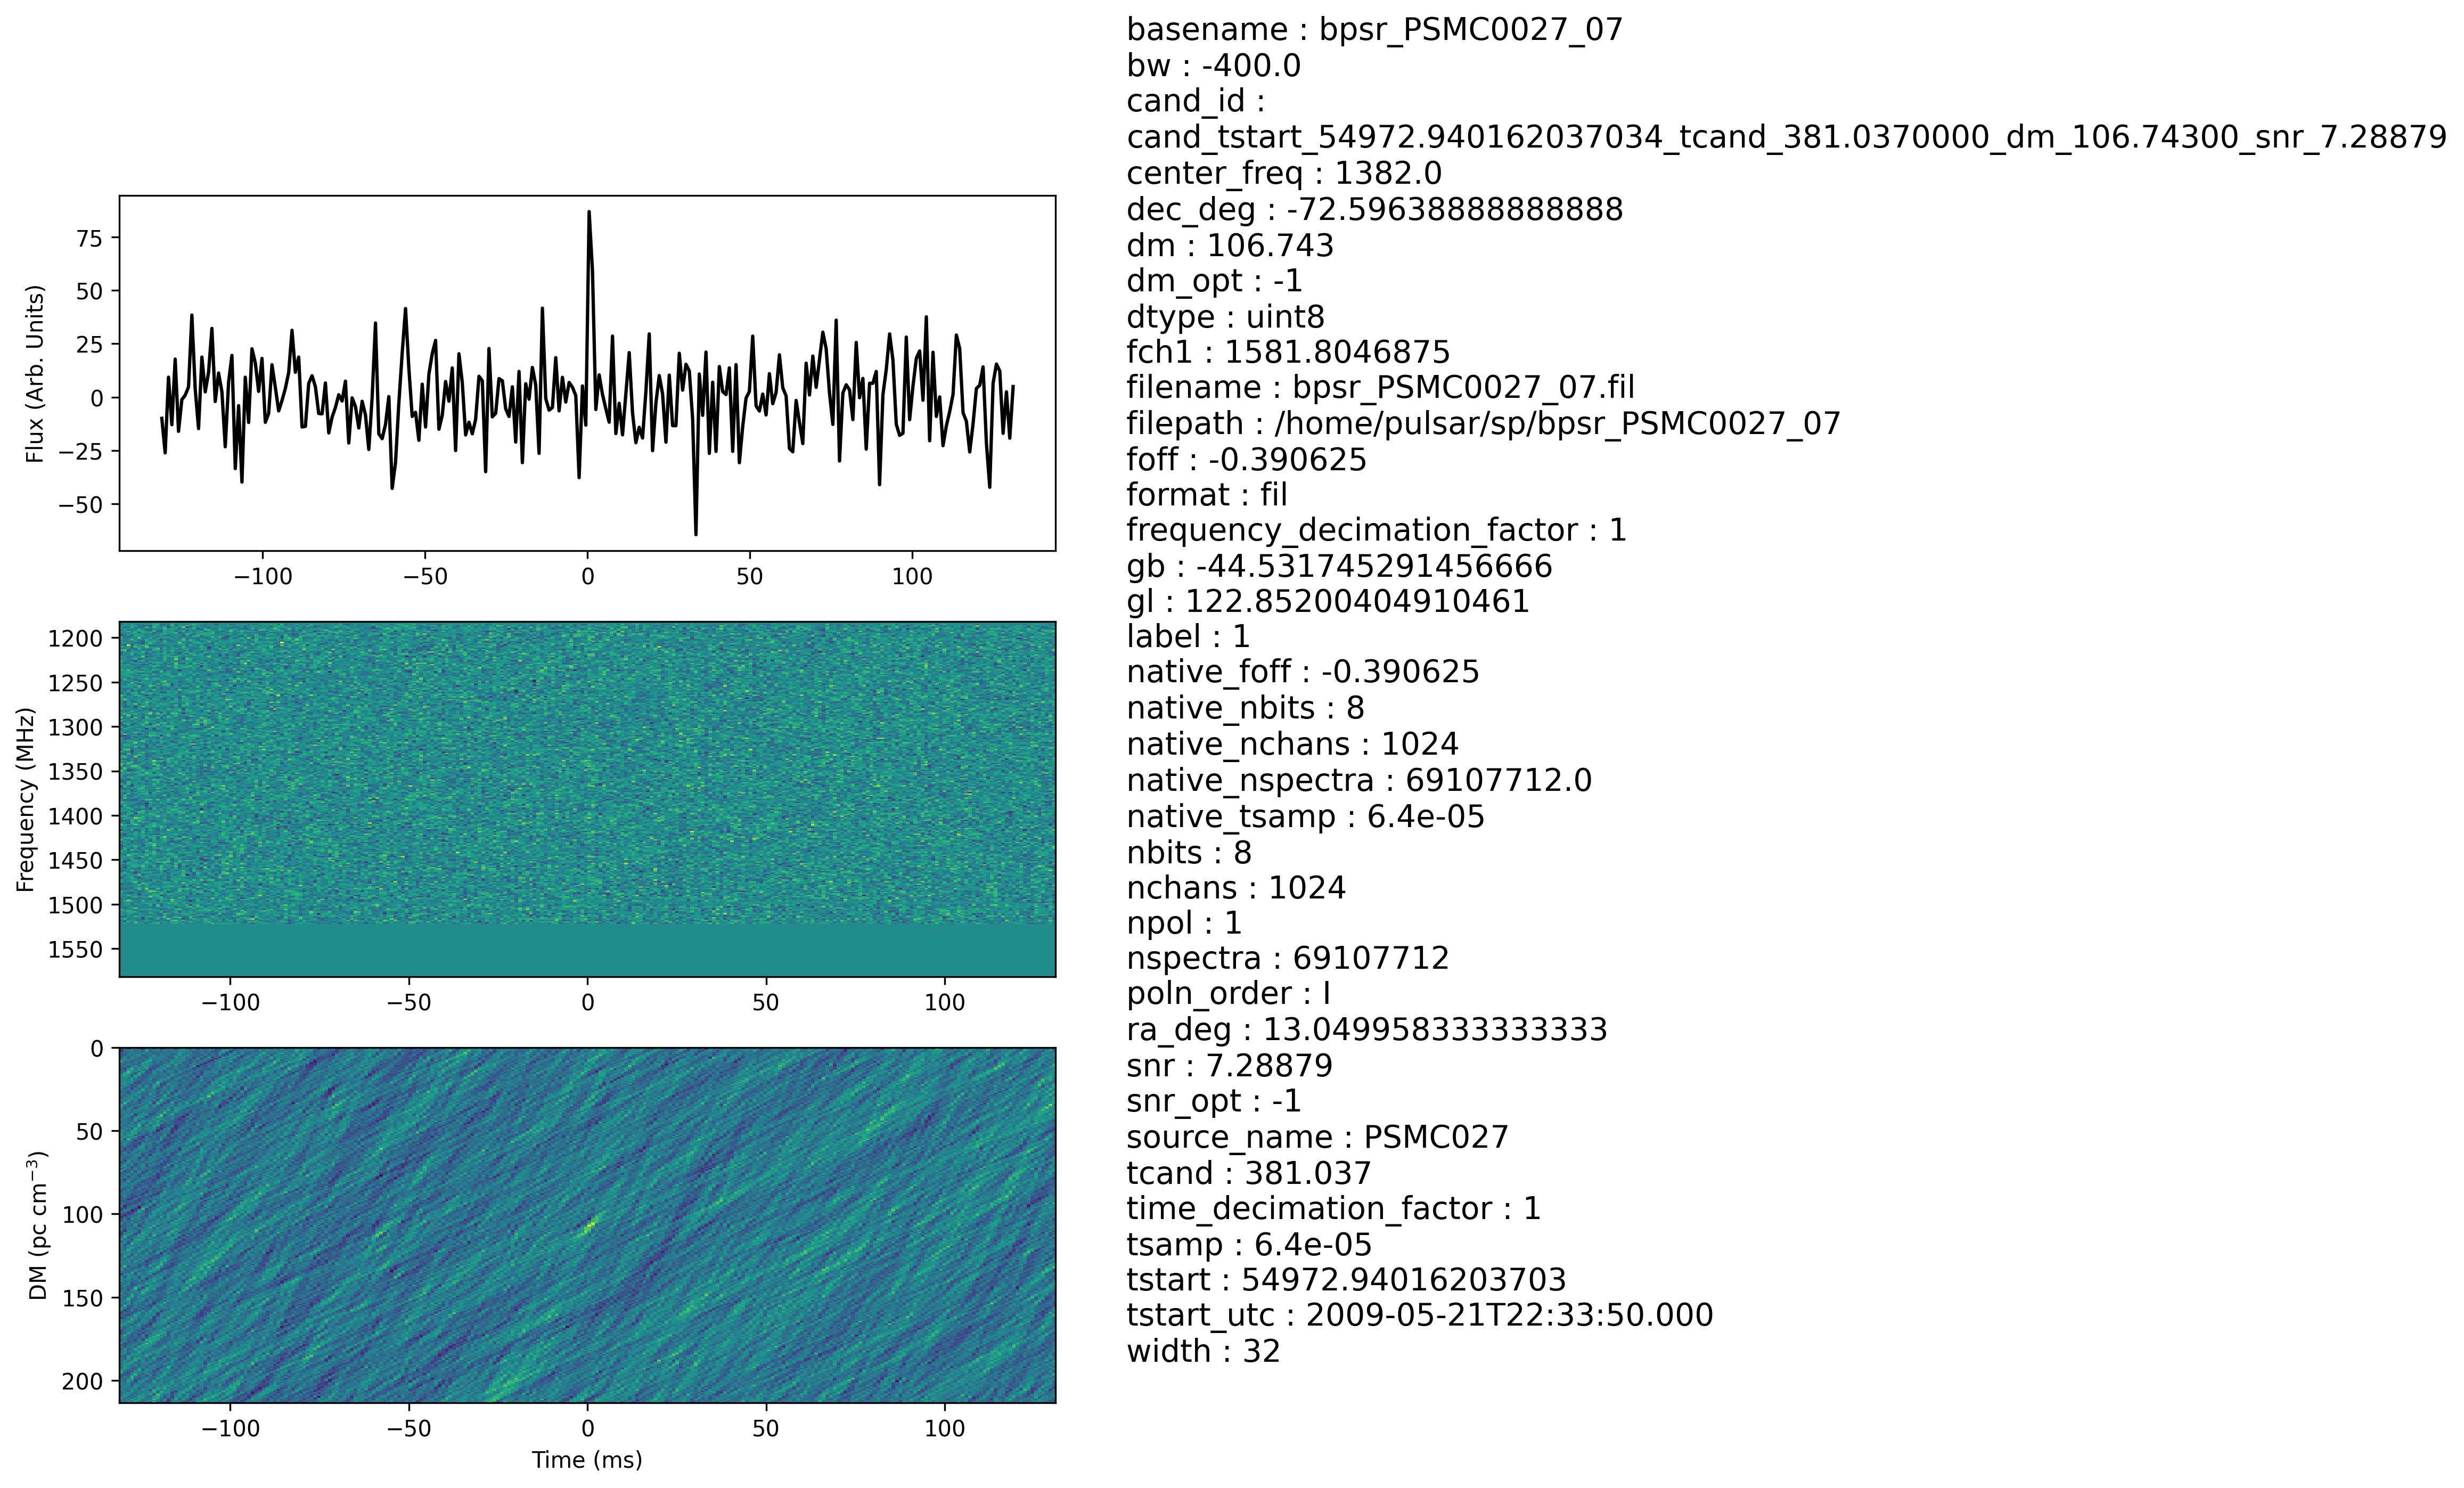 basename : bpsr_PSMC0027_07
bw : -400.0
cand_id :
cand_tstart_54972.940162037034_tcand_381.0370000_dm_106.74300_snr_7.28879
center_freq : 1382.0
dec_deg : -72.59638888888888
dm : 106.743
dm_opt : -1
dtype : uint8
fch1 : 1581.8046875
filename : bpsr_PSMC0027_07.fil
filepath : /home/pulsar/sp/bpsr_PSMC0027_07
foff : -0.390625
format : fil
frequency_decimation_factor : 1
gb : -44.531745291456666
gl : 122.85200404910461
label : 1
native_foff : -0.390625
native_nbits : 8
native_nchans : 1024
native_nspectra : 69107712.0
native_tsamp : 6.4e-05
nbits : 8
nchans : 1024
npol : 1
nspectra : 69107712
poln_order : I
ra_deg : 13.049958333333333
snr : 7.28879
snr_opt : -1
source_name : PSMC027
tcand : 381.037
time_decimation_factor : 1
tsamp : 6.4e-05
tstart : 54972.94016203703
tstart_utc : 2009-05-21T22:33:50.000
width : 32
Flux (Arb. Units)
75
50
25
0
−25
−50
−100 −50 0 50 100
Frequency (MHz)
1200
1250
1300
1350
1400
1450
1500
1550
−100 −50 0 50 100
DM (pc cm⁻³)
0
50
100
150
200
−100 −50 0 50 100
Time (ms)